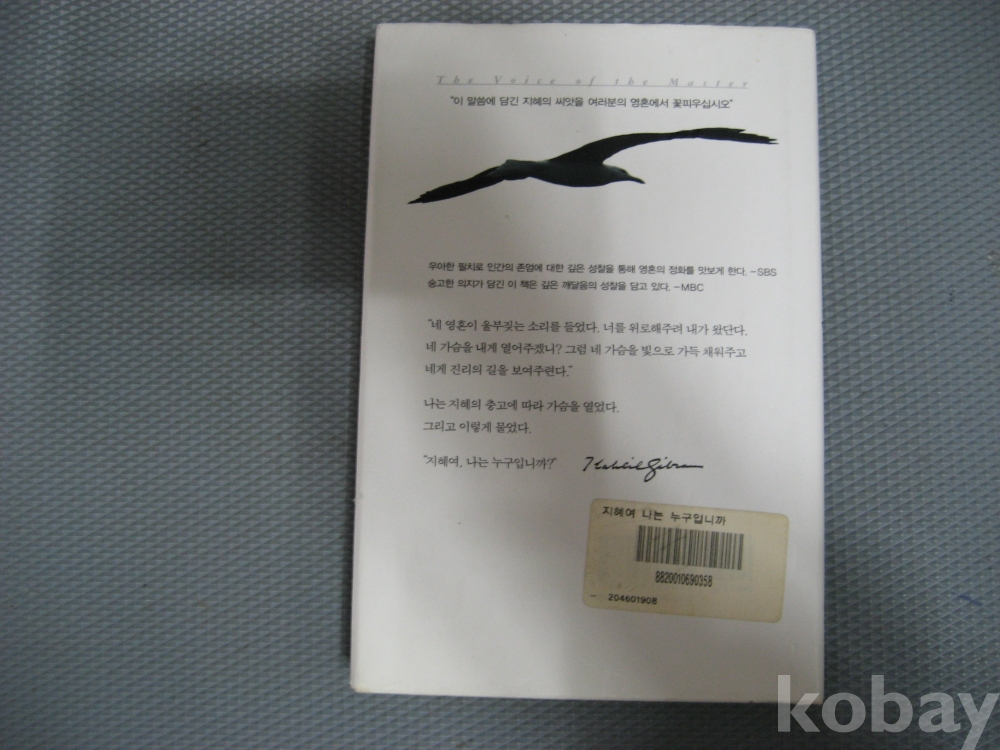 The Voice of the Master
"이 말씀에 담긴 지혜의 씨앗을 여러분의 영혼에서 꽃피우십시오"
우아한 필치로 인간의 존엄에 대한 깊은 성찰을 통해 영혼의 정화를 맛보게 한다. -SBS
숭고한 의지가 담긴 이 책은 깊은 깨달음의 성찰을 담고 있다. -MBC
"네 영혼이 울부짖는 소리를 들었다. 너를 위로해주려 내가 왔단다.
네 가슴을 내게 열어주겠니? 그럼 네 가슴을 빛으로 가득 채워주고
네게 진리의 길을 보여주련다."
나는 지혜의 충고에 따라 가슴을 열었다.
그리고 이렇게 물었다.
"지혜여, 나는 누구입니까?" Kahlil Gibran
지혜여 나는 누구입니까
8820010690358
- 204601908
kobay